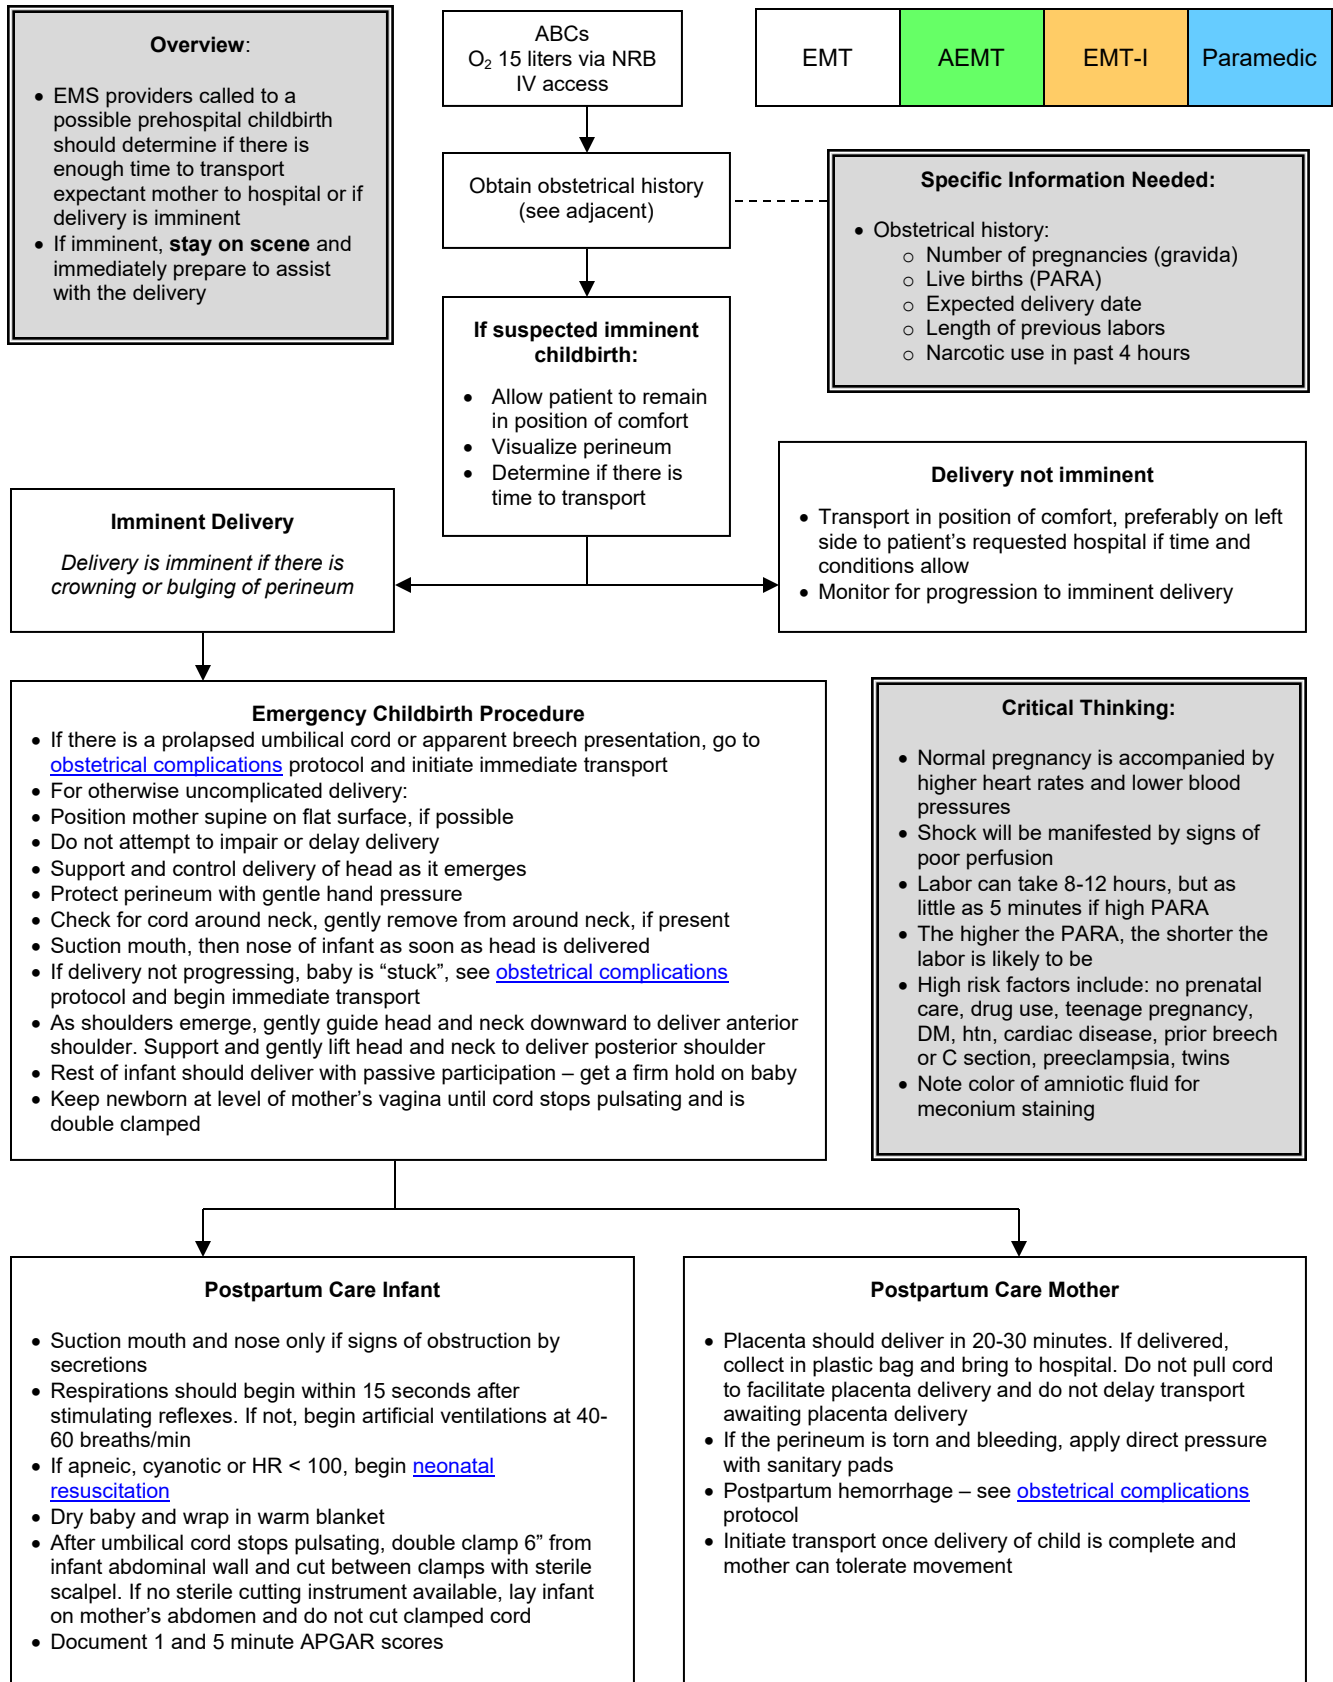 Overview:
• EMS providers called to a
possible prehospital childbirth
should determine if there is
enough time to transport
expectant mother to hospital or if
delivery is imminent
• If imminent, stay on scene and
immediately prepare to assist
with the delivery
ABCs
O₂ 15 liters via NRB
IV access
EMT
AEMT
EMT-I
Paramedic
Obtain obstetrical history
(see adjacent)
Specific Information Needed:
• Obstetrical history:
o Number of pregnancies (gravida)
o Live births (PARA)
o Expected delivery date
o Length of previous labors
o Narcotic use in past 4 hours
If suspected imminent
childbirth:
• Allow patient to remain
in position of comfort
• Visualize perineum
• Determine if there is
time to transport
Imminent Delivery
Delivery is imminent if there is
crowning or bulging of perineum
Delivery not imminent
• Transport in position of comfort, preferably on left
side to patient’s requested hospital if time and
conditions allow
• Monitor for progression to imminent delivery
Emergency Childbirth Procedure
• If there is a prolapsed umbilical cord or apparent breech presentation, go to
obstetrical complications protocol and initiate immediate transport
• For otherwise uncomplicated delivery:
• Position mother supine on flat surface, if possible
• Do not attempt to impair or delay delivery
• Support and control delivery of head as it emerges
• Protect perineum with gentle hand pressure
• Check for cord around neck, gently remove from around neck, if present
• Suction mouth, then nose of infant as soon as head is delivered
• If delivery not progressing, baby is “stuck”, see obstetrical complications
protocol and begin immediate transport
• As shoulders emerge, gently guide head and neck downward to deliver anterior
shoulder. Support and gently lift head and neck to deliver posterior shoulder
• Rest of infant should deliver with passive participation – get a firm hold on baby
• Keep newborn at level of mother’s vagina until cord stops pulsating and is
double clamped
Critical Thinking:
• Normal pregnancy is accompanied by
higher heart rates and lower blood
pressures
• Shock will be manifested by signs of
poor perfusion
• Labor can take 8-12 hours, but as
little as 5 minutes if high PARA
• The higher the PARA, the shorter the
labor is likely to be
• High risk factors include: no prenatal
care, drug use, teenage pregnancy,
DM, htn, cardiac disease, prior breech
or C section, preeclampsia, twins
• Note color of amniotic fluid for
meconium staining
Postpartum Care Infant
• Suction mouth and nose only if signs of obstruction by
secretions
• Respirations should begin within 15 seconds after
stimulating reflexes. If not, begin artificial ventilations at 40-
60 breaths/min
• If apneic, cyanotic or HR < 100, begin neonatal
resuscitation
• Dry baby and wrap in warm blanket
• After umbilical cord stops pulsating, double clamp 6” from
infant abdominal wall and cut between clamps with sterile
scalpel. If no sterile cutting instrument available, lay infant
on mother’s abdomen and do not cut clamped cord
• Document 1 and 5 minute APGAR scores
Postpartum Care Mother
• Placenta should deliver in 20-30 minutes. If delivered,
collect in plastic bag and bring to hospital. Do not pull cord
to facilitate placenta delivery and do not delay transport
awaiting placenta delivery
• If the perineum is torn and bleeding, apply direct pressure
with sanitary pads
• Postpartum hemorrhage – see obstetrical complications
protocol
• Initiate transport once delivery of child is complete and
mother can tolerate movement